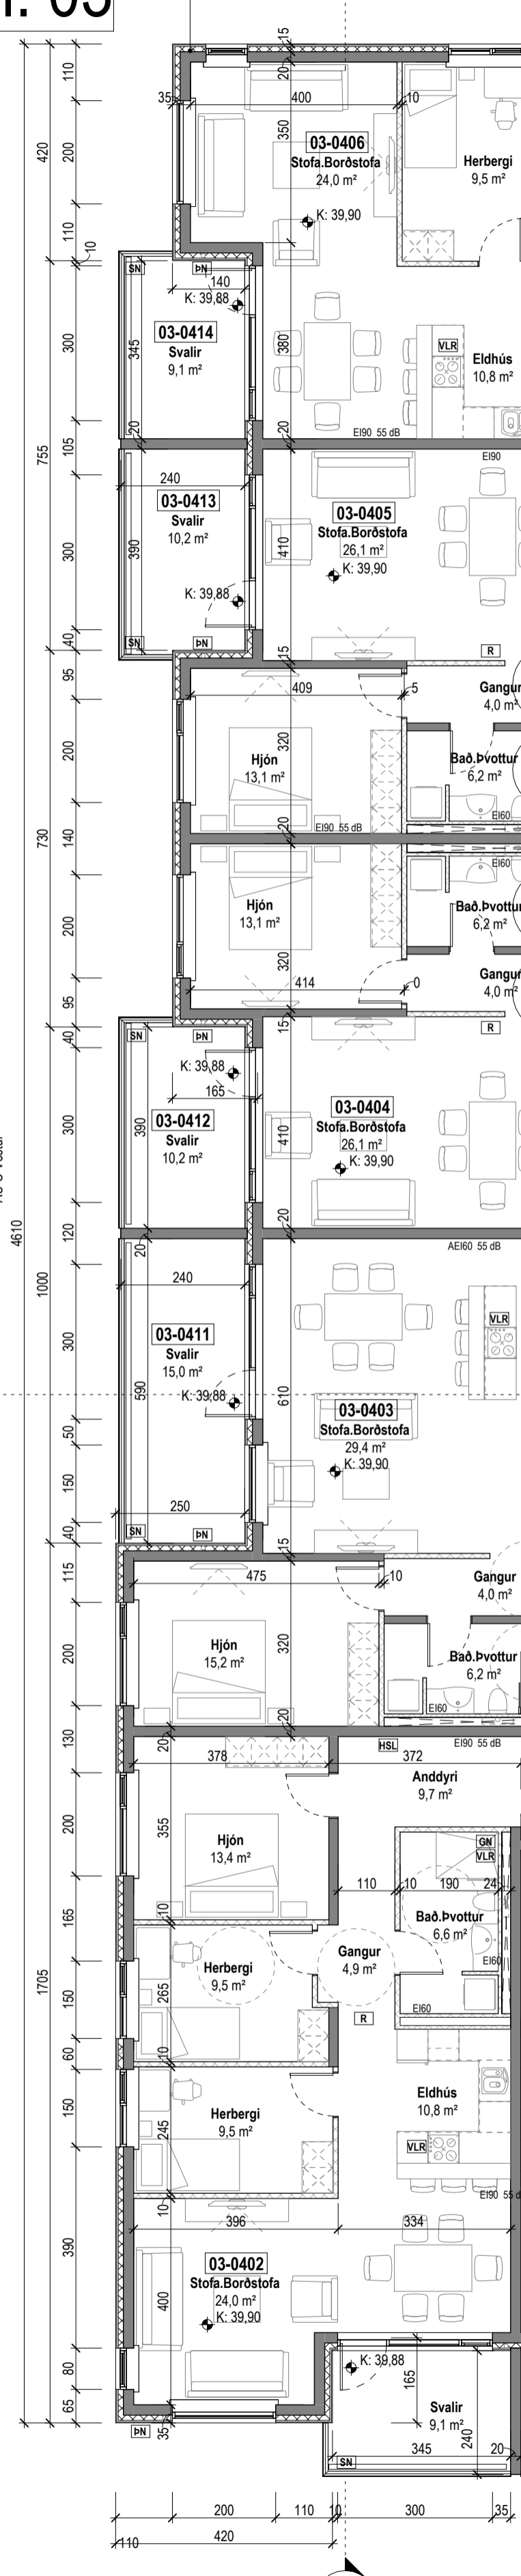 15
110
20
35
400
10
350
03-0406
Stofa.Borðstofa
24,0 m²
K: 39,90
Herbergi
9,5 m²
420
200
110
10
SN
ÞN
140
K: 39,88
03-0414
Svalir
9,1 m²
345
300
380
VLR
Eldhús
10,8 m²
20
20
EI90 55 dB
755
105
EI90
240
03-0413
Svalir
10,2 m²
390
300
03-0405
Stofa.Borðstofa
26,1 m²
K: 39,90
410
K: 39,88
40
SN
ÞN
15
R
95
409
5
Gangur
4,0 m²
200
320
Hjón
13,1 m²
Bað.Þvottur
6,2 m²
EI60
20
EI90 55 dB
730
140
EI60
Hjón
13,1 m²
Bað.Þvottur
6,2 m²
200
320
Gangur
4,0 m²
414
0
95
15
R
40
SN
ÞN
K: 39,88
165
03-0412
Svalir
10,2 m²
390
300
03-0404
Stofa.Borðstofa
26,1 m²
K: 39,90
410
20
4610
120
20
AEI60 55 dB
1000
240
03-0411
Svalir
15,0 m²
300
VLR
590
K: 39,88
610
03-0403
Stofa.Borðstofa
29,4 m²
K: 39,90
50
150
250
40
SN
ÞN
15
115
475
10
Gangur
4,0 m²
200
320
Hjón
15,2 m²
Bað.Þvottur
6,2 m²
EI60
20
130
20
HSL
EI90 55 dB
378
372
Anddyri
9,7 m²
200
355
Hjón
13,4 m²
GN
VLR
110
10
190
24
165
10
Bað.Þvottur
6,6 m²
Gangur
4,9 m²
EI60
Herbergi
9,5 m²
1705
150
265
EI60
R
60
10
Eldhús
10,8 m²
150
245
Herbergi
9,5 m²
VLR
10
EI90 55 d
396
334
390
03-0402
Stofa.Borðstofa
24,0 m²
K: 39,90
400
80
K: 39,88
165
65
ÞN
35
Svalir
9,1 m²
240
345
20
SN
200
110
10
300
35
420
110